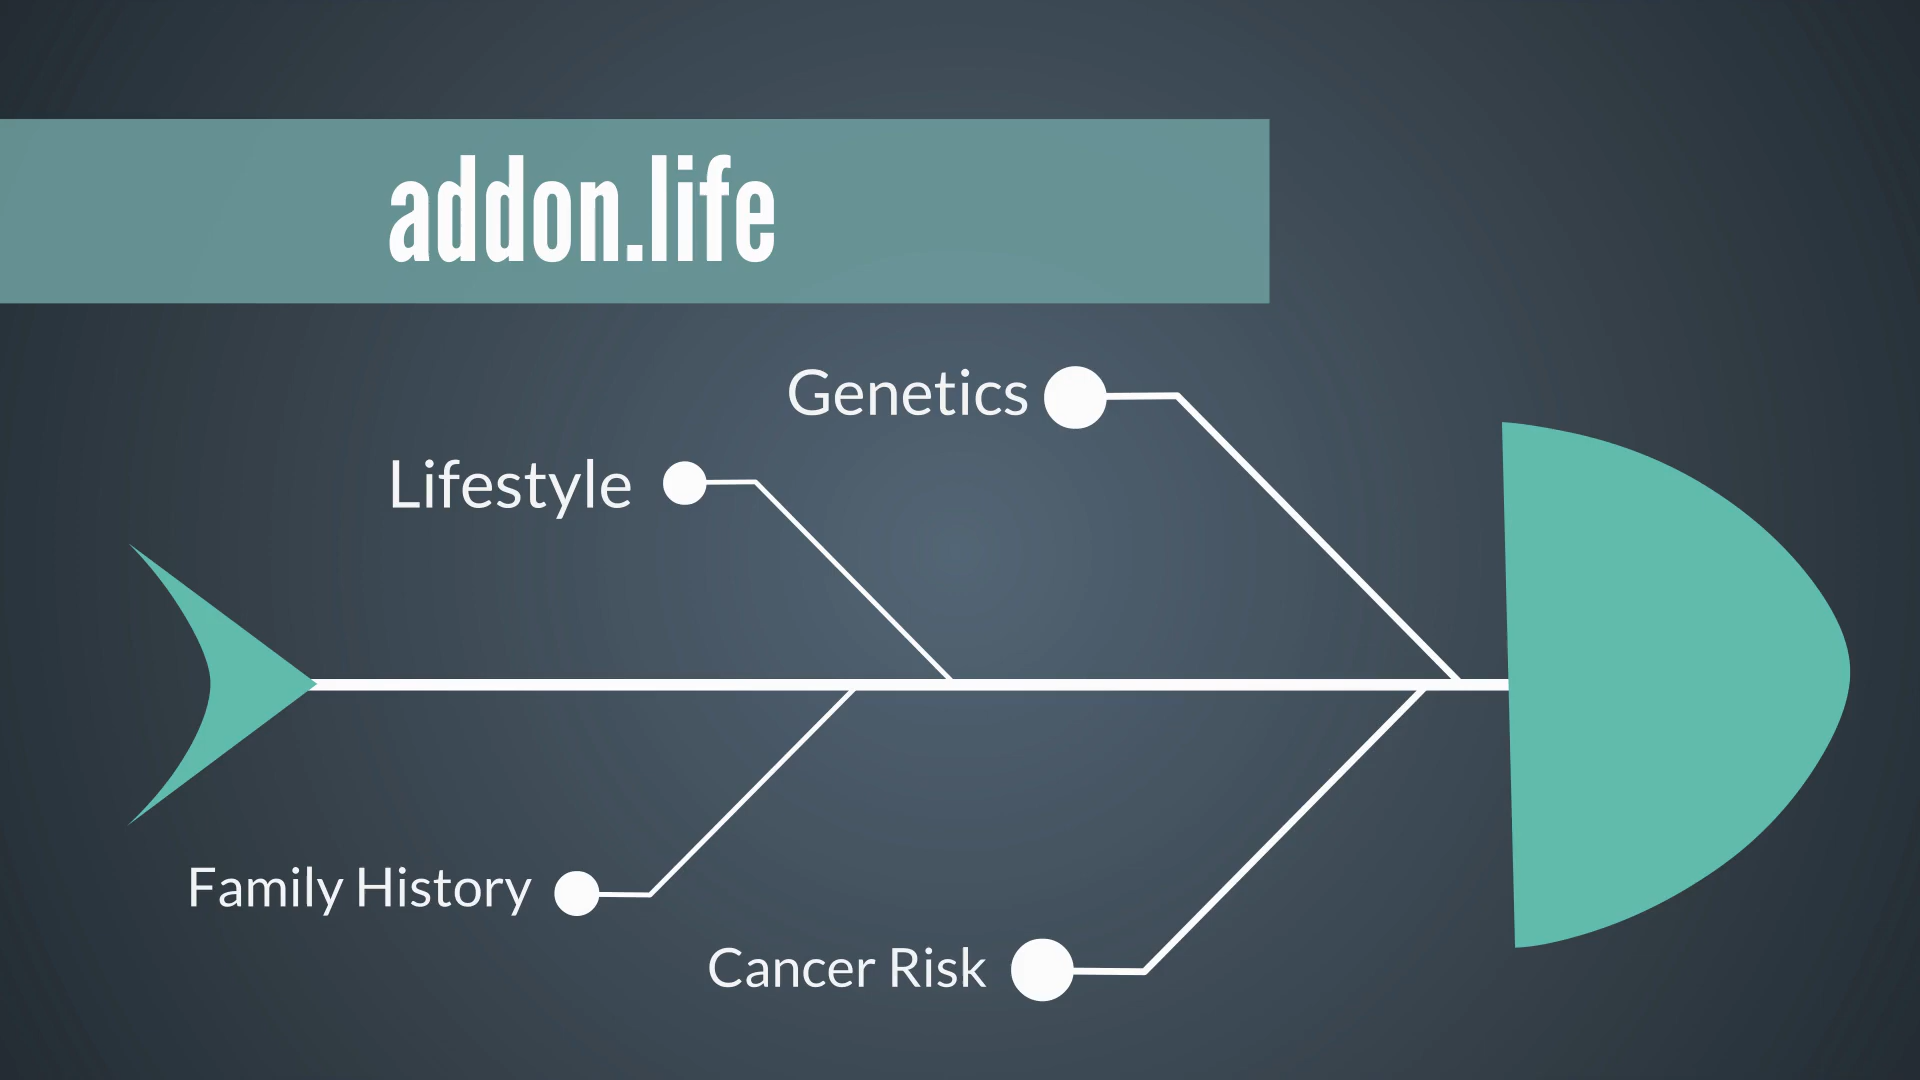 addon.life
Genetics
Lifestyle
Family History
Cancer Risk